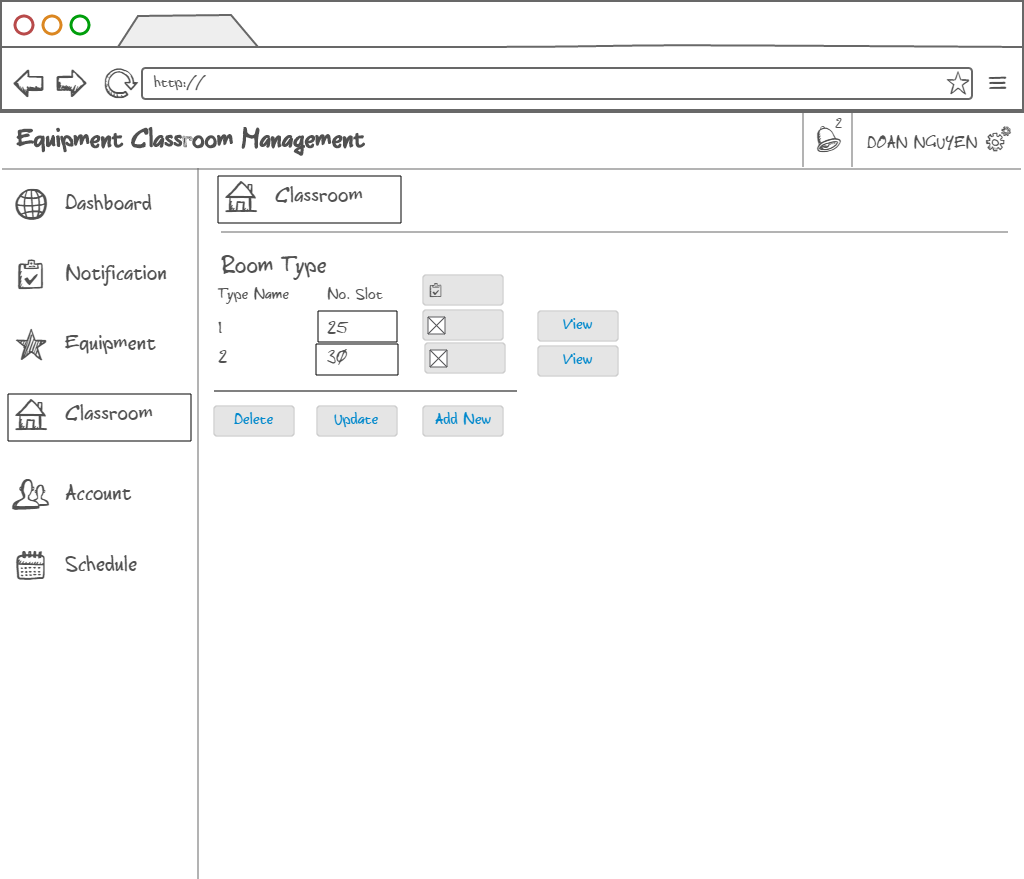 http://
Equipment Classroom Management
2
DOAN NGUYEN
Dashboard
Notification
Equipment
Classroom
Account
Schedule
Classroom
Room Type
Type Name No. Slot
1 25 View
2 30 View
Delete Update Add New